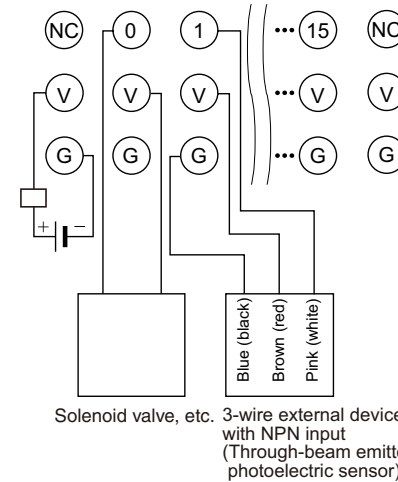 NC 0 1 ••• 15 NC
V V V ••• V V
G G G ••• G G
+ −
Blue (black)
Brown (red)
Pink (white)
Solenoid valve, etc.
3-wire external device
with NPN input
(Through-beam emitte
photoelectric sensor)